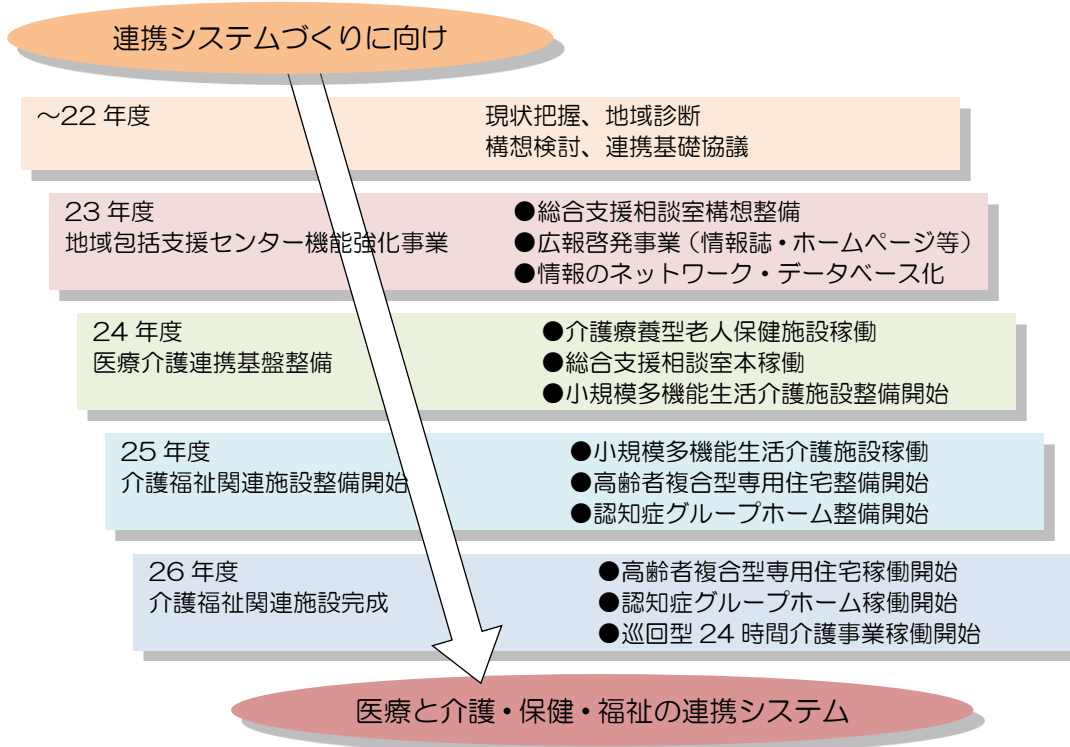 連携システムづくりに向け
～22 年度
現状把握、地域診断
構想検討、連携基礎協議
23 年度
地域包括支援センター機能強化事業
●総合支援相談室構想整備
●広報啓発事業（情報誌・ホームページ等）
●情報のネットワーク・データベース化
24 年度
医療介護連携基盤整備
●介護療養型老人保健施設稼働
●総合支援相談室本稼働
●小規模多機能生活介護施設整備開始
25 年度
介護福祉関連施設整備開始
●小規模多機能生活介護施設稼働
●高齢者複合型専用住宅整備開始
●認知症グループホーム整備開始
26 年度
介護福祉関連施設完成
●高齢者複合型専用住宅稼働開始
●認知症グループホーム稼働開始
●巡回型 24 時間介護事業稼働開始
医療と介護・保健・福祉の連携システム